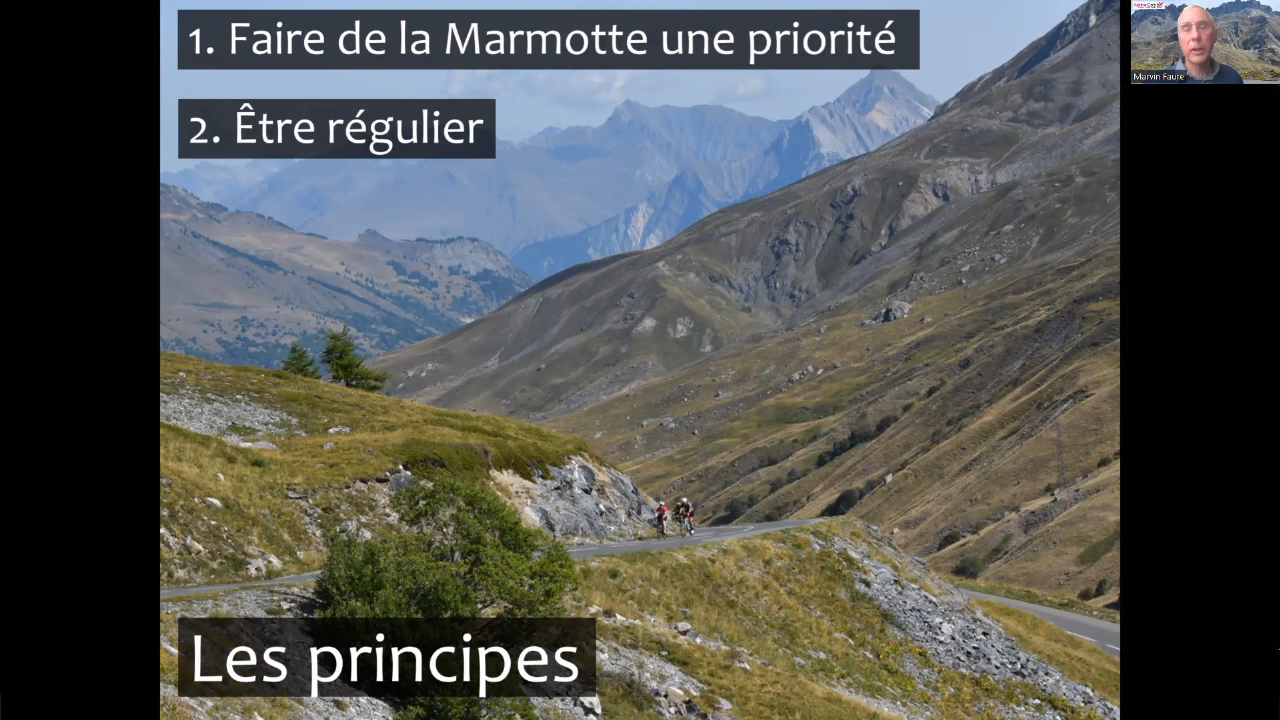 1. Faire de la Marmotte une priorité
2. Être régulier
Les principes
Marvin Faure